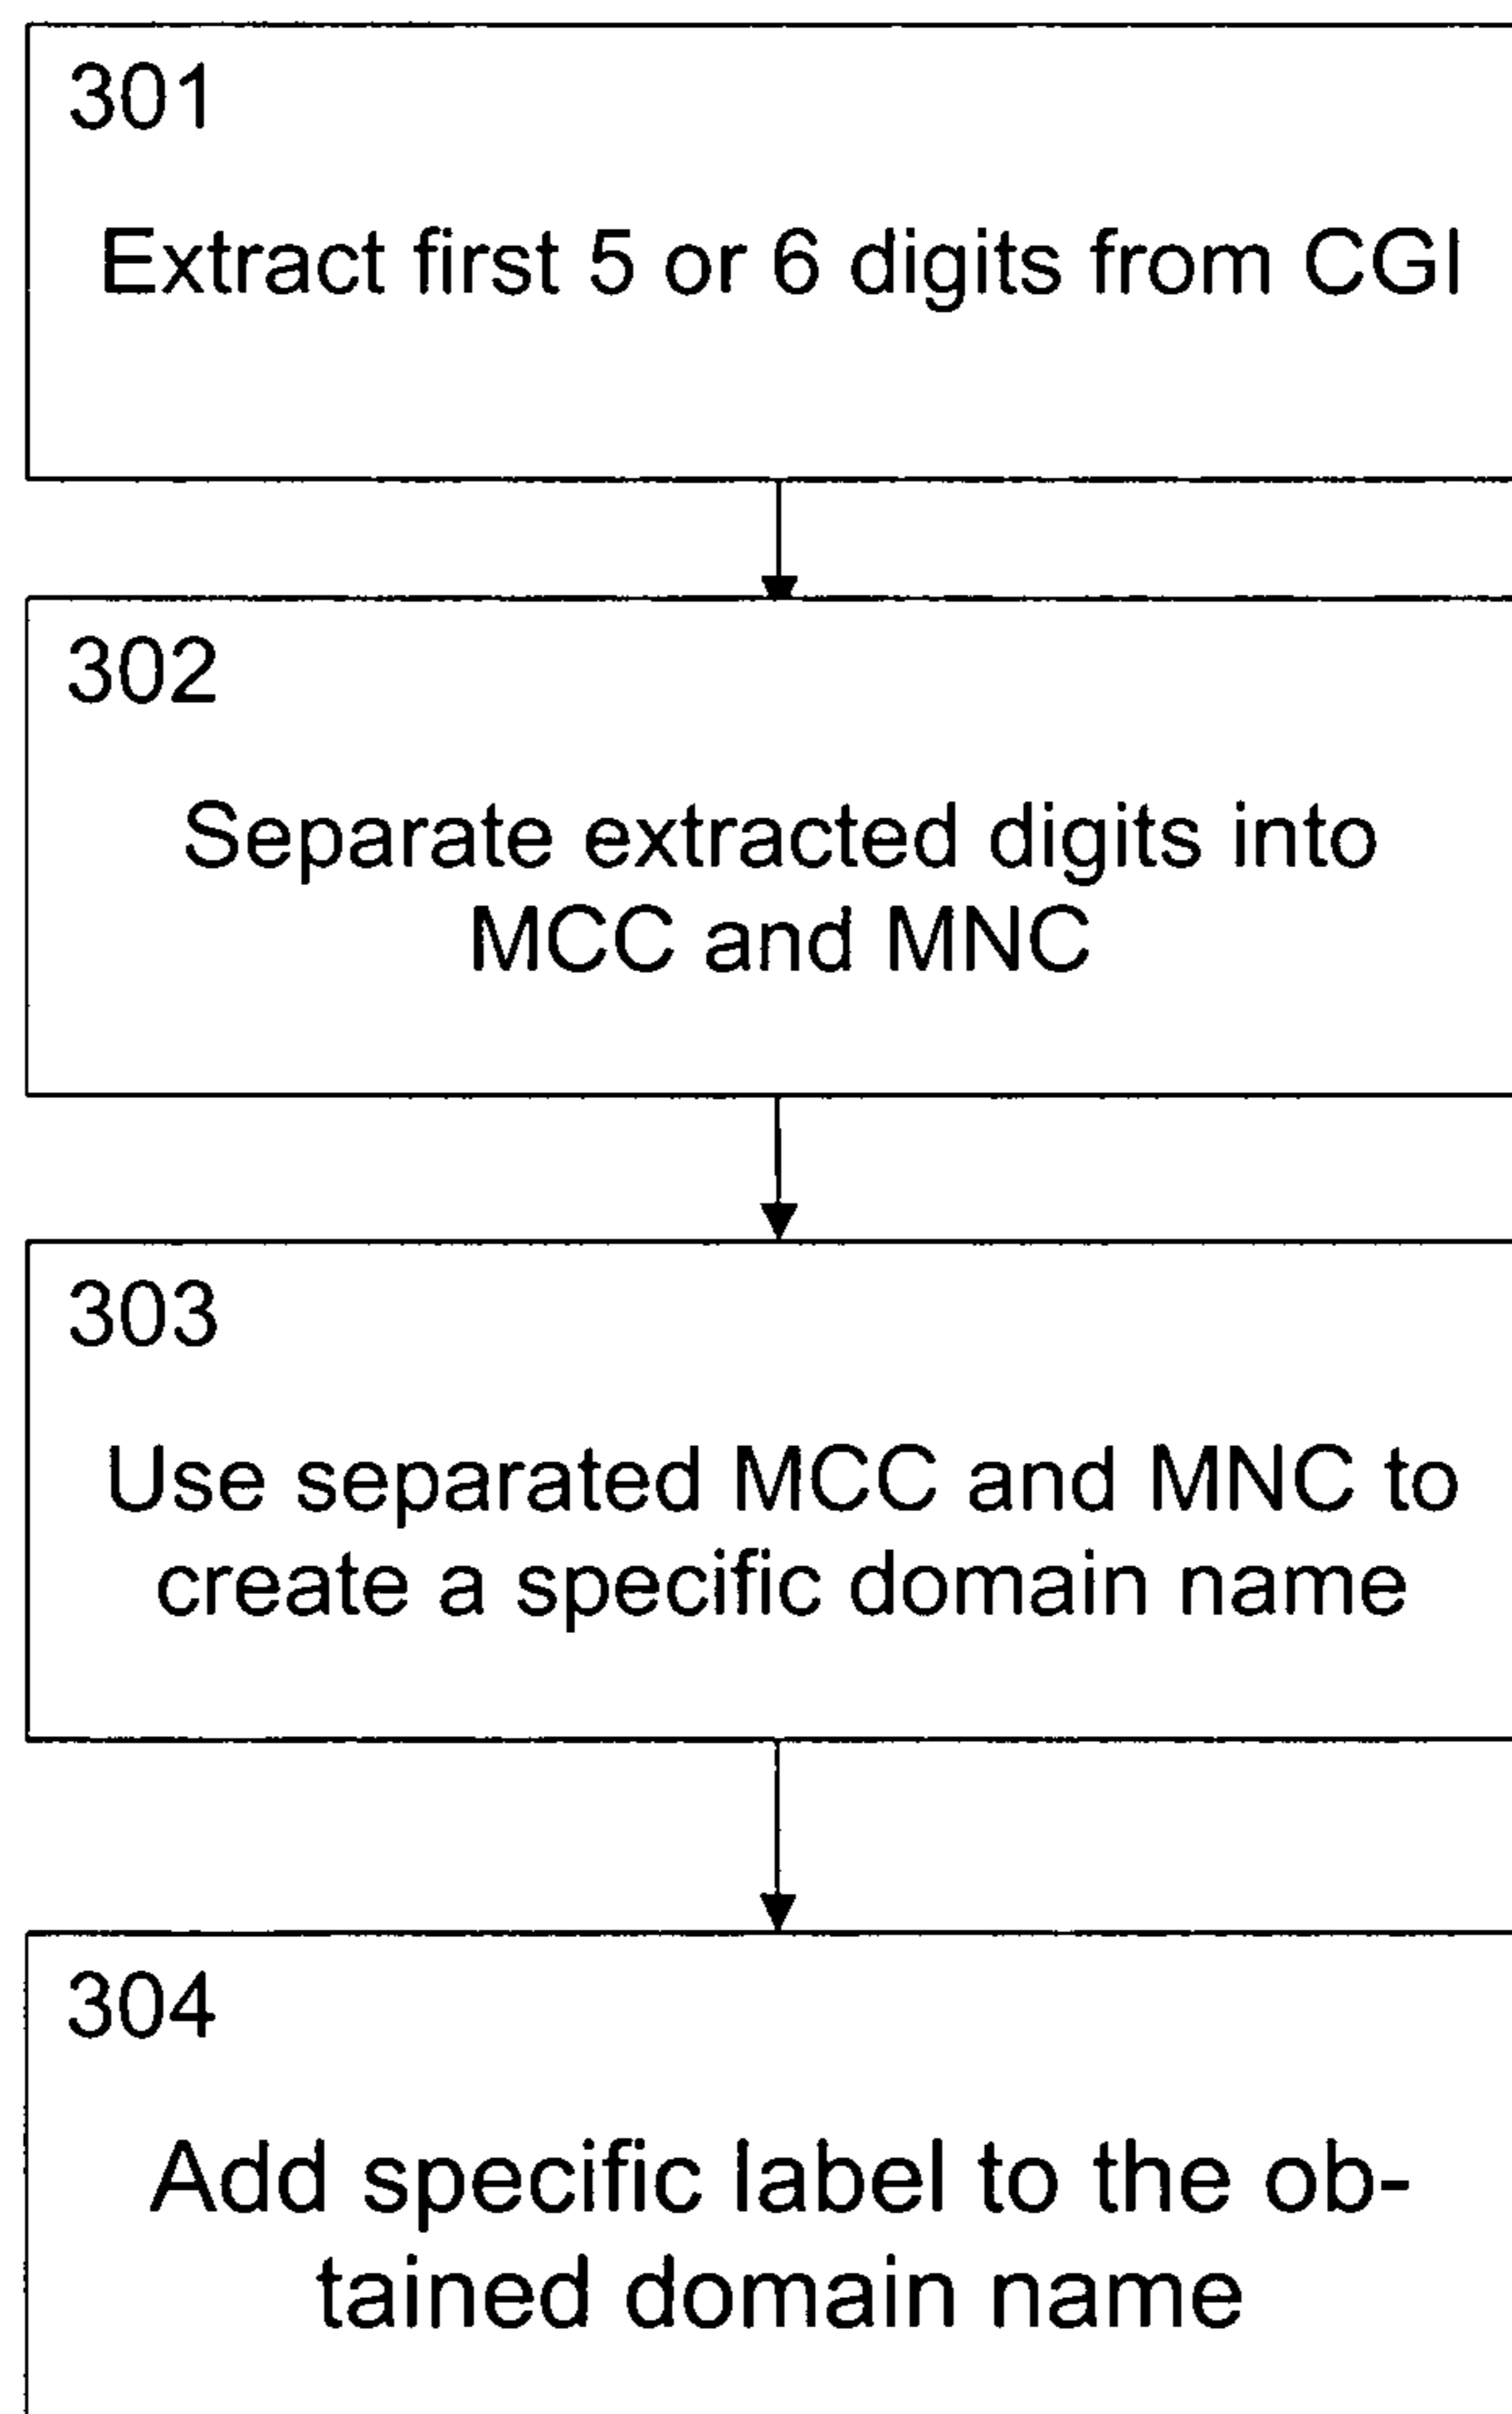 301
Extract first 5 or 6 digits from CGI
302
Separate extracted digits into
MCC and MNC
303
Use separated MCC and MNC to
create a specific domain name
304
Add specific label to the ob-
tained domain name